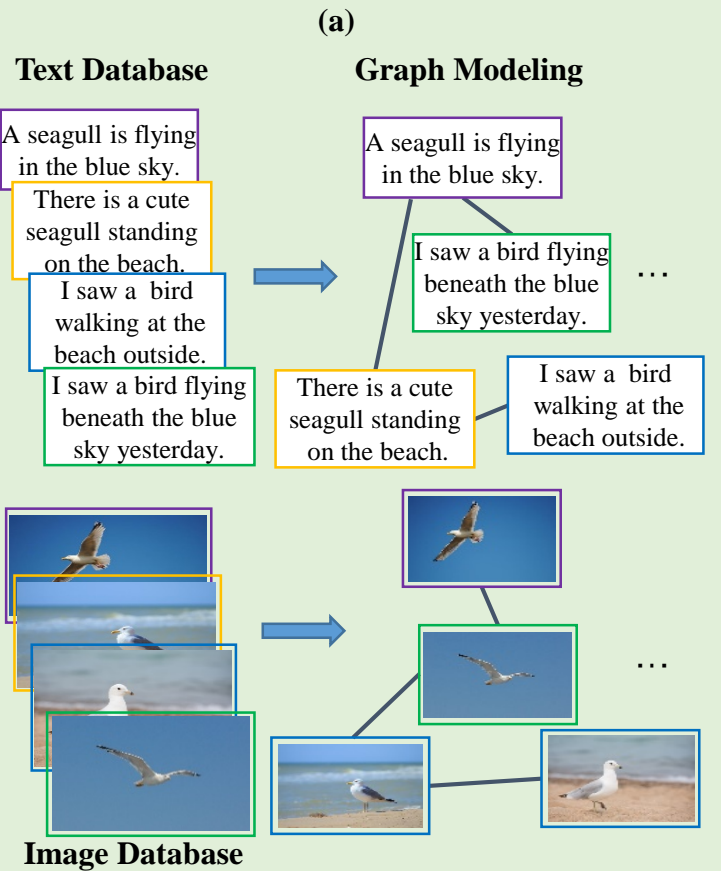 (a)
Text Database
Graph Modeling
A seagull is flying
in the blue sky.
There is a cute
seagull standing
on the beach.
I saw a bird
walking at the
beach outside.
I saw a bird flying
beneath the blue
sky yesterday.
A seagull is flying
in the blue sky.
I saw a bird flying
beneath the blue
sky yesterday.
...
There is a cute
seagull standing
on the beach.
I saw a bird
walking at the
beach outside.
...
Image Database